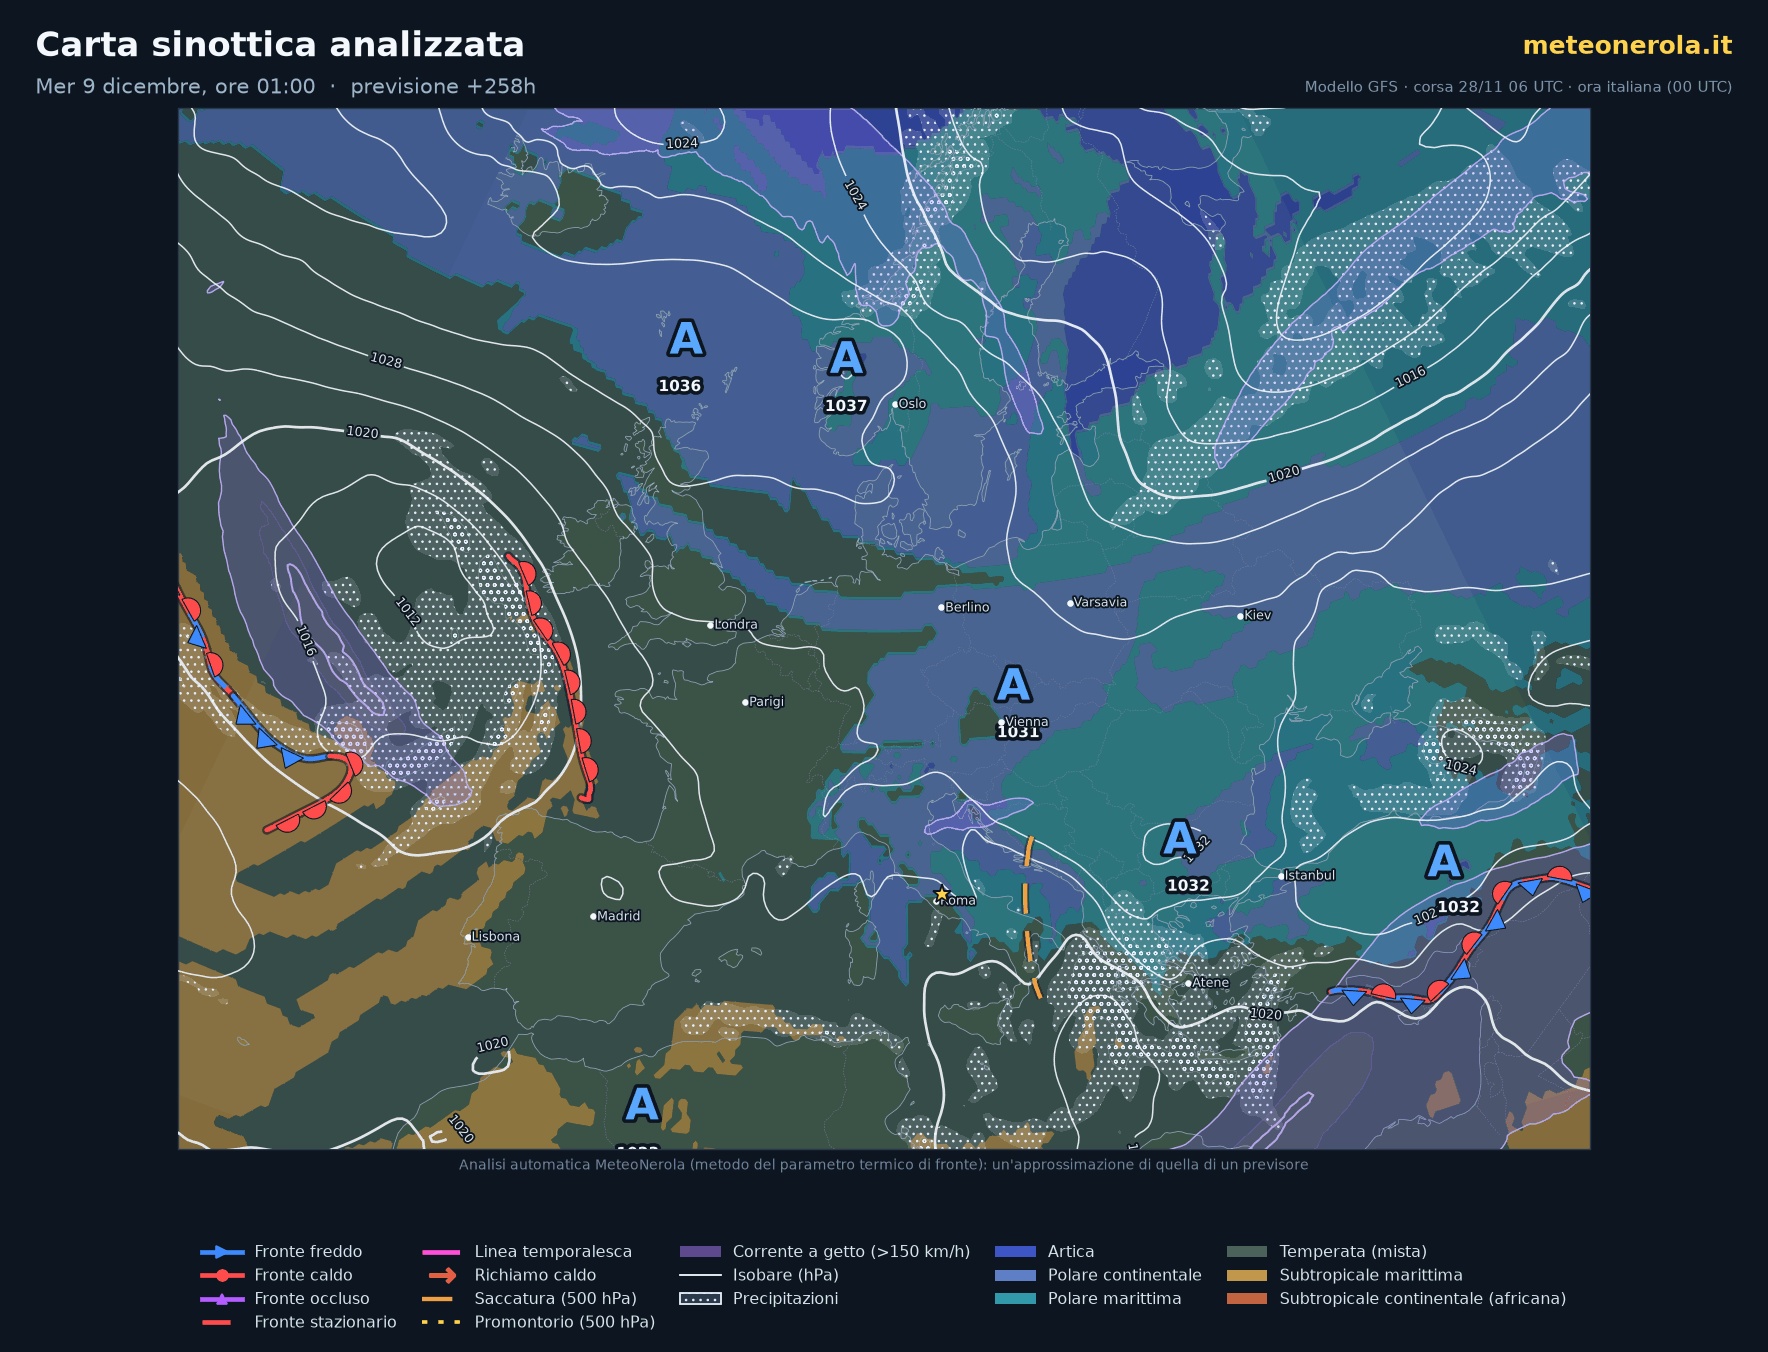 Carta sinottica analizzata
meteonerola.it
Mer 9 dicembre, ore 01:00 · previsione +258h
Modello GFS · corsa 28/11 06 UTC · ora italiana (00 UTC)
1024
1024
A
1036
A
1037
Oslo
1028
1020
1016
1020
1012
1016
Londra
Berlino
Varsavia
Kiev
Parigi
A
Vienna
1031
1024
A
1032
1032
Istanbul
A
1032
Roma
Madrid
Lisbona
Atene
1020
1020
A
1020
Analisi automatica MeteoNerola (metodo del parametro termico di fronte): un'approssimazione di quella di un previsore
Fronte freddo
Fronte caldo
Fronte occluso
Fronte stazionario
Linea temporalesca
Richiamo caldo
Saccatura (500 hPa)
Promontorio (500 hPa)
Corrente a getto (>150 km/h)
Isobare (hPa)
Precipitazioni
Artica
Polare continentale
Polare marittima
Temperata (mista)
Subtropicale marittima
Subtropicale continentale (africana)